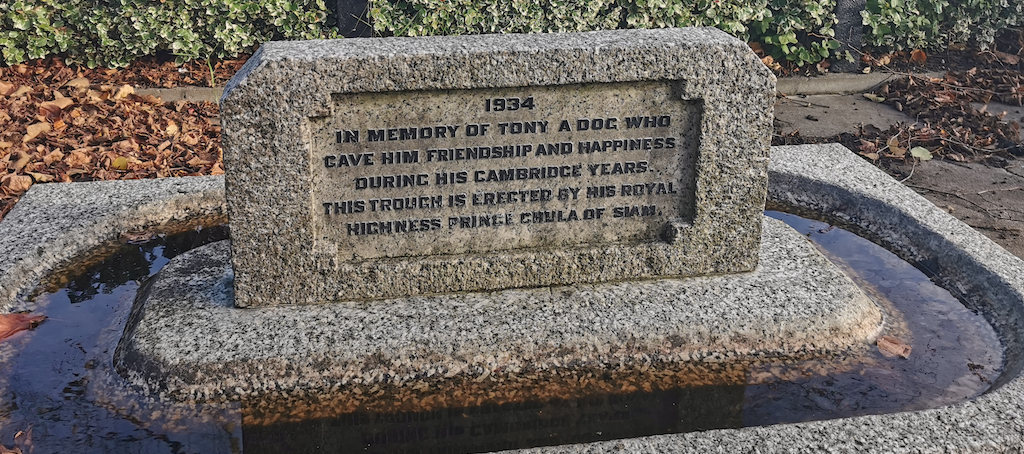 1934
IN MEMORY OF TONY A DOG WHO
GAVE HIM FRIENDSHIP AND HAPPINESS
DURING HIS CAMBRIDGE YEARS.
THIS TROUGH IS ERECTED BY HIS ROYAL
HIGHNESS PRINCE CHULA OF SIAM.